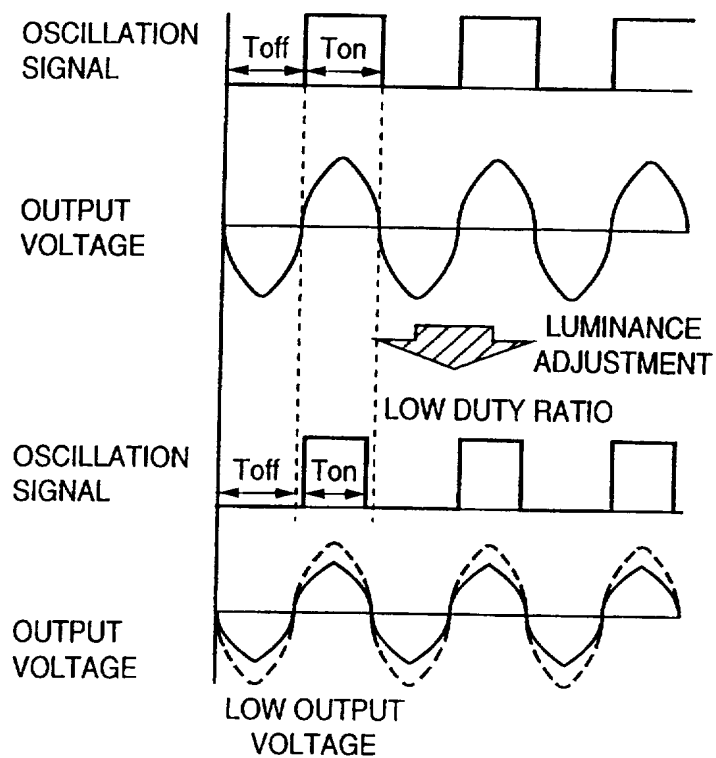 OSCILLATION
SIGNAL
Toff
Ton
OUTPUT
VOLTAGE
LUMINANCE
ADJUSTMENT
LOW DUTY RATIO
OSCILLATION
SIGNAL
Toff
Ton
OUTPUT
VOLTAGE
LOW OUTPUT
VOLTAGE